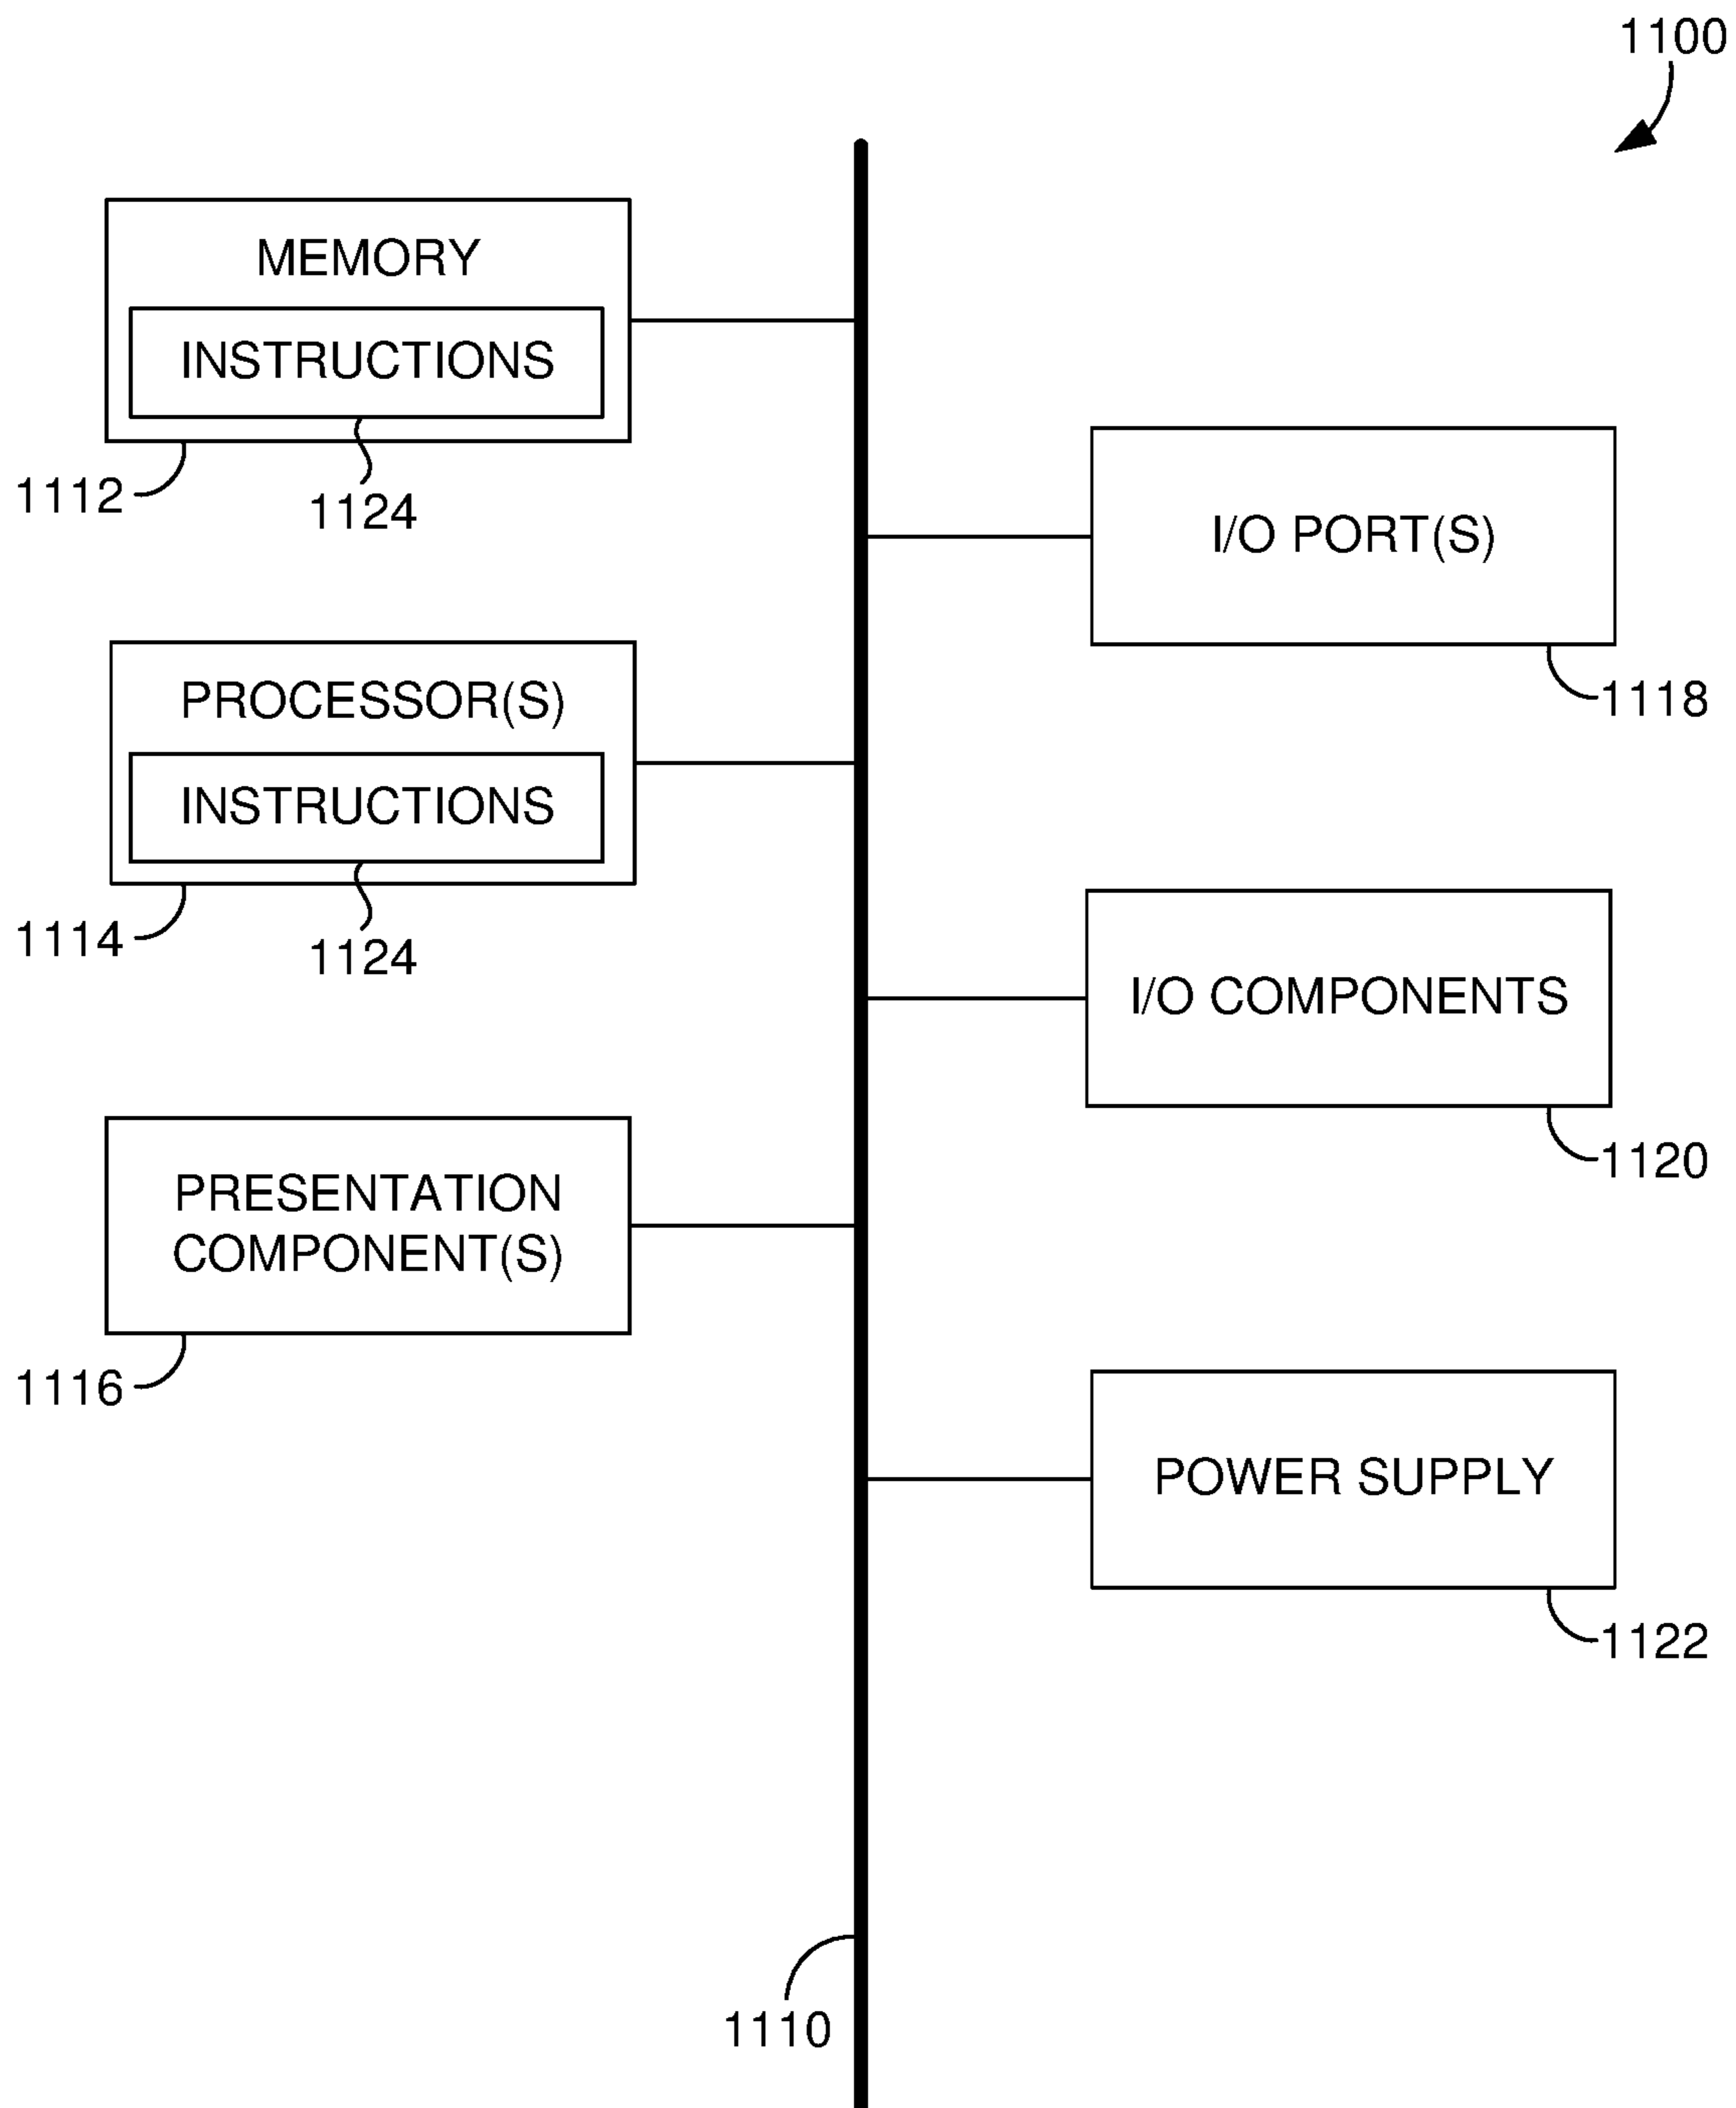 1100
MEMORY
INSTRUCTIONS
1112
1124
PROCESSOR(S)
INSTRUCTIONS
1114
1124
PRESENTATION
COMPONENT(S)
1116
I/O PORT(S)
1118
I/O COMPONENTS
1120
POWER SUPPLY
1122
1110